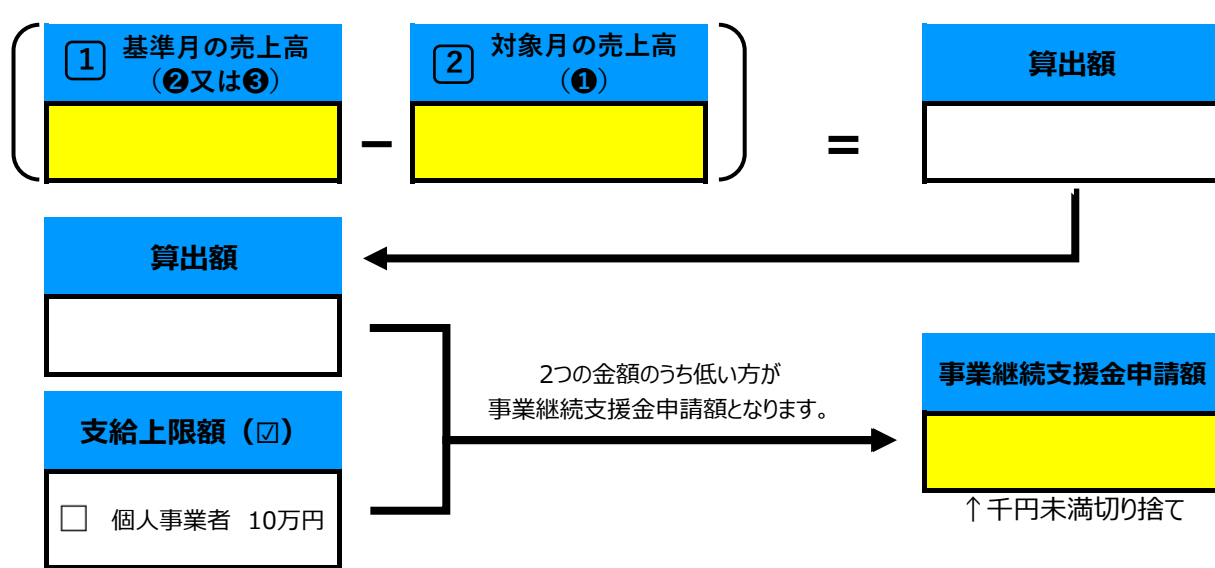 1 基準月の売上高
(❷又は❸)
2 対象月の売上高
(❶)
算出額
－
＝
算出額
2つの金額のうち低い方が
事業継続支援金申請額となります。
事業継続支援金申請額
支給上限額（☑）
□ 個人事業者 10万円
↑千円未満切り捨て